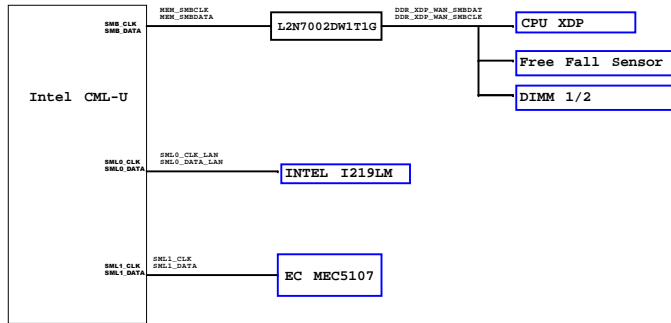 SMB_CLK
SMB_DATA
MEM_SMBCLK
MEM_SMBDATA
L2N7002DW1T1G
DDR_XDP_WAN_SMBDAT
DDR_XDP_WAN_SMBCLK
CPU XDP
Free Fall Sensor
DIMM 1/2
Intel CML-U
SML0_CLK
SML0_DATA
SML0_CLK_LAN
SML0_DATA_LAN
INTEL I219LM
SML1_CLK
SML1_DATA
SML1_CLK
SML1_DATA
EC MEC5107